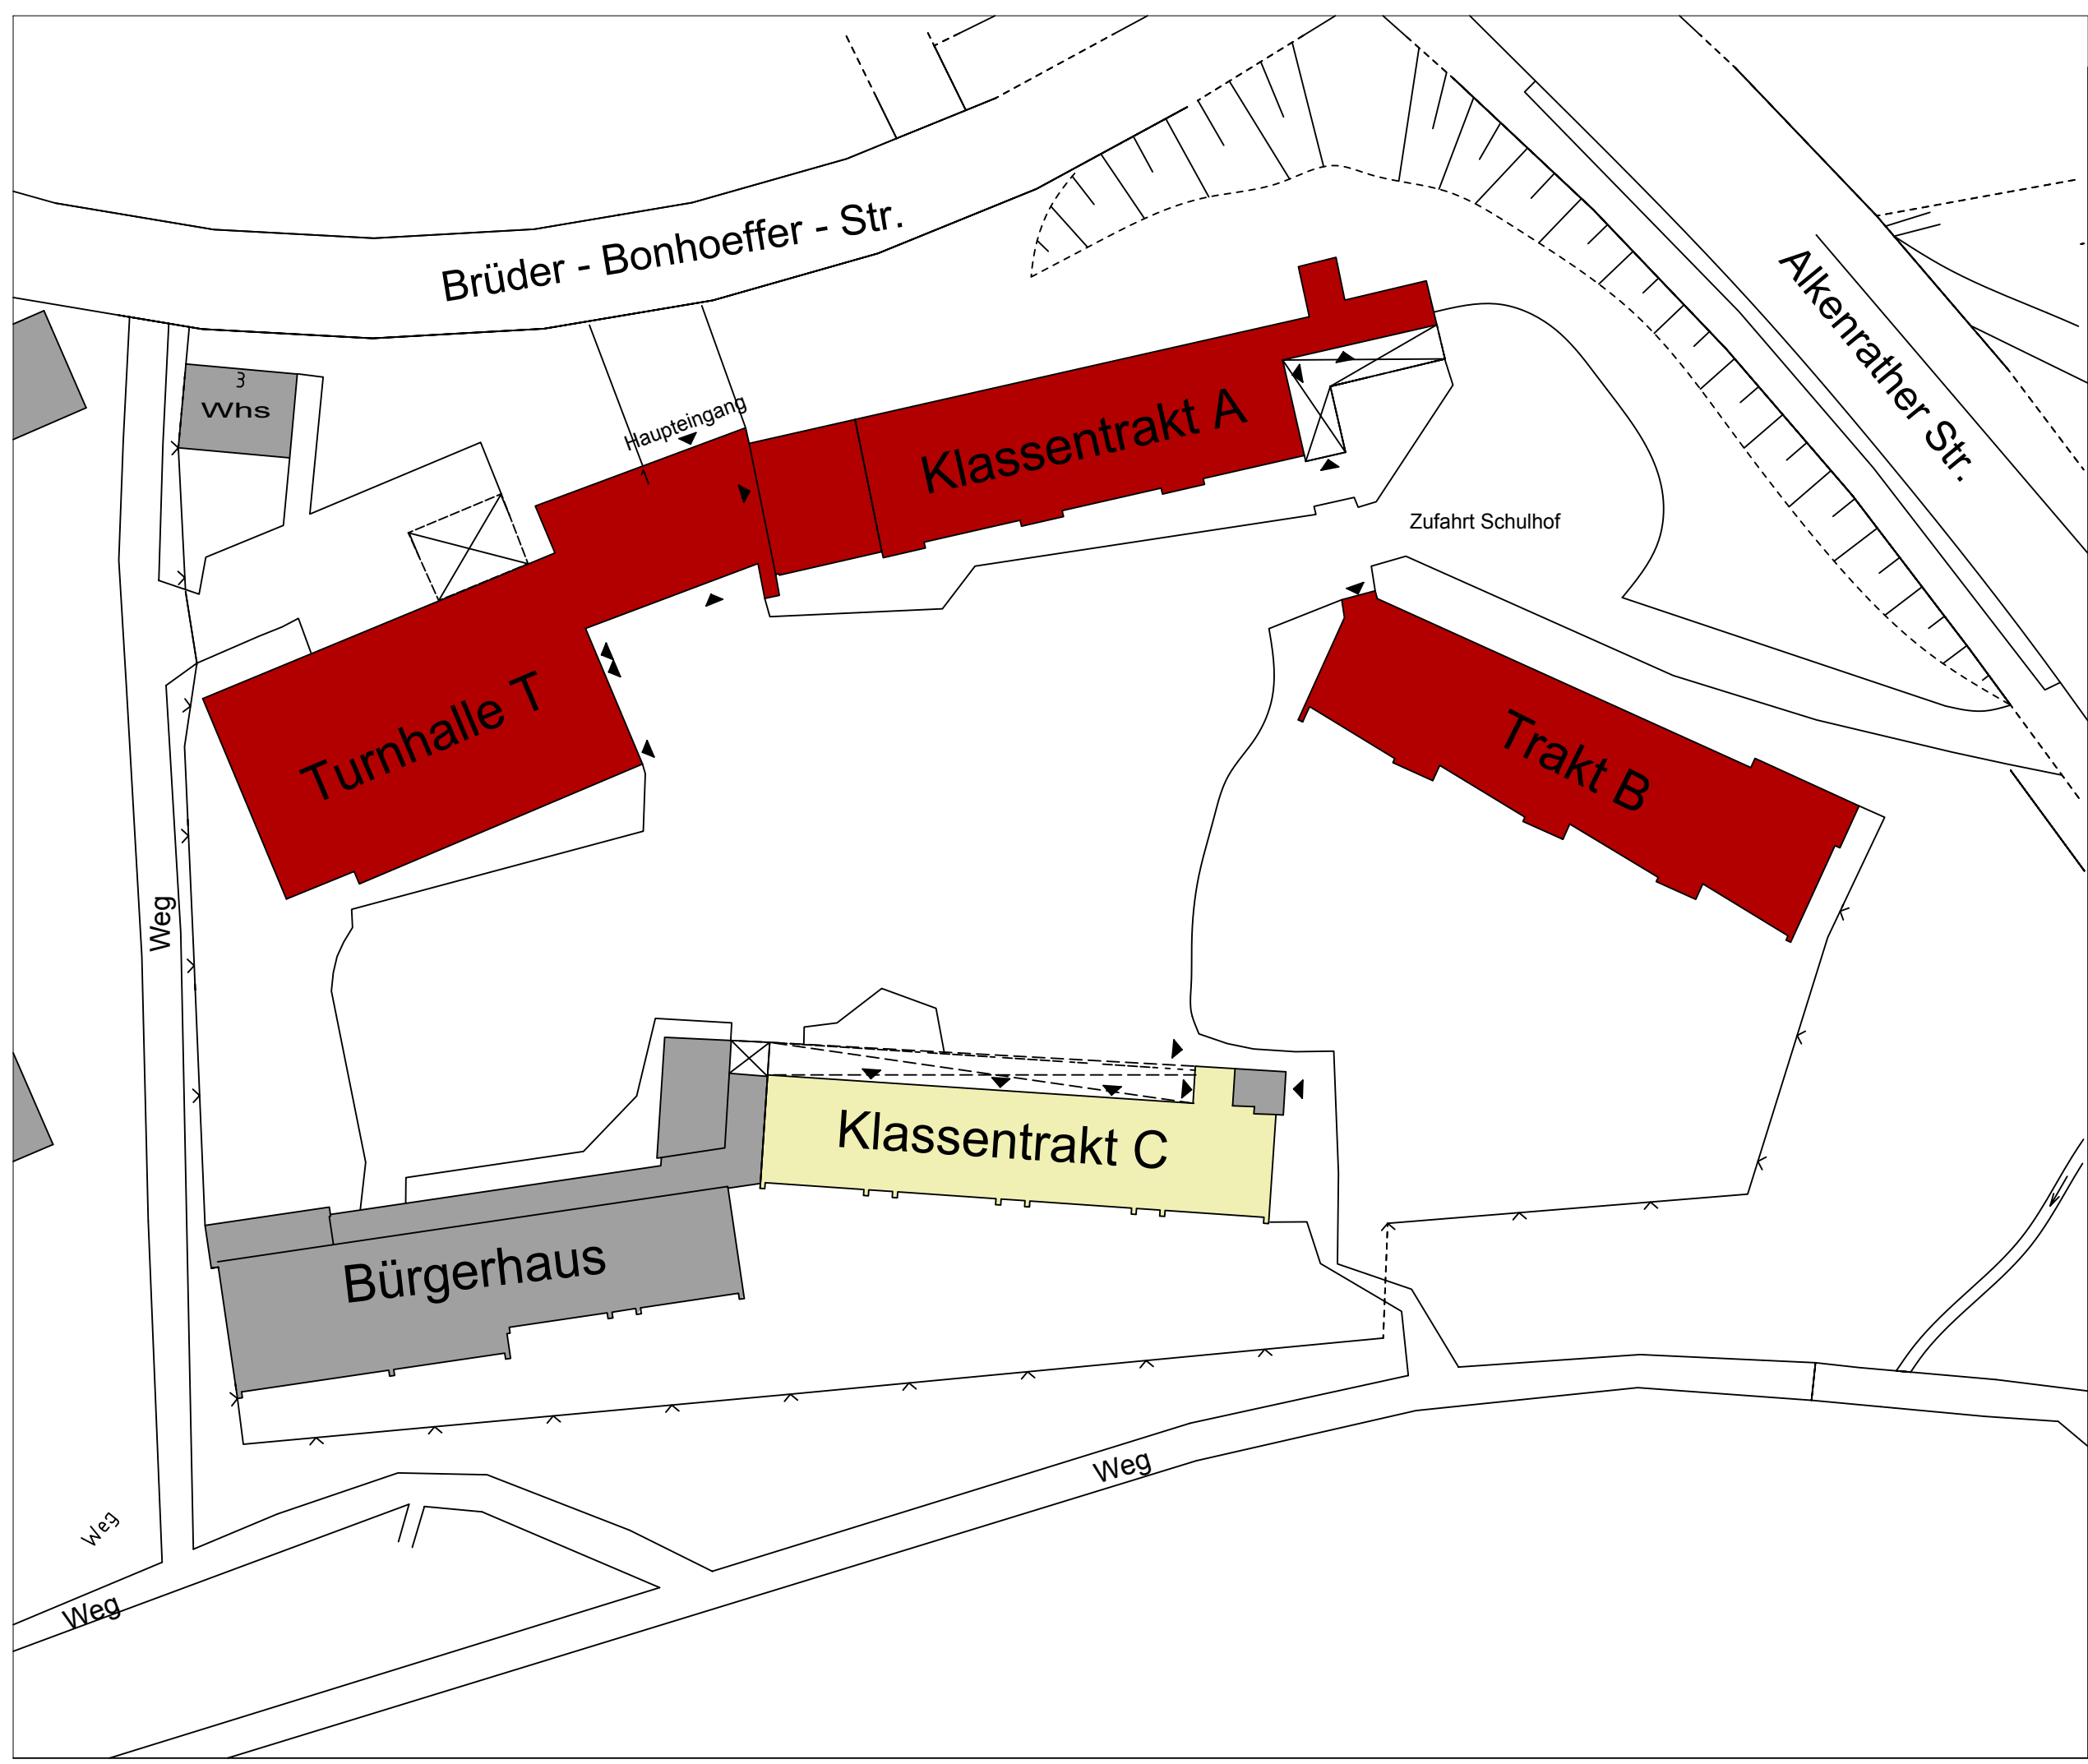 Brüder - Bonhoeffer - Str.
Alkenrather Str.
3
Whs
Haupteingang
1
Klassentrakt A
Zufahrt Schulhof
Turnhalle T
Trakt B
Weg
Klassentrakt C
Bürgerhaus
Weg
Weg
Weg